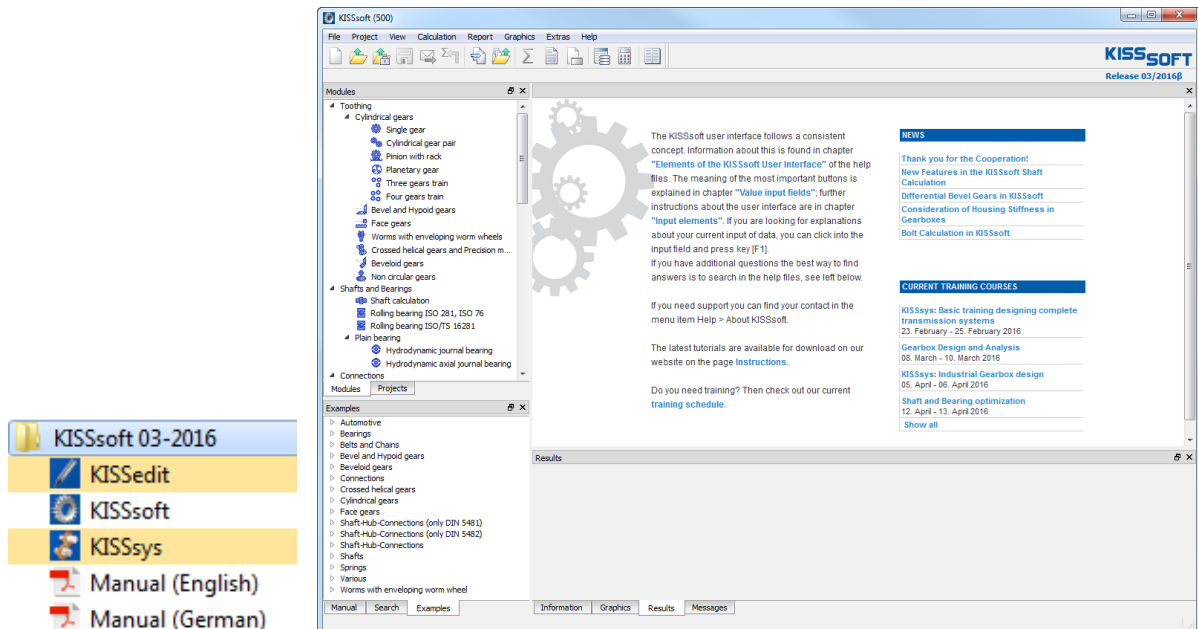 KISSsoft 03-2016
KISSedit
KISSsoft
KISSsys
Manual (English)
Manual (German)
KISSsoft (500)
File Project View Calculation Report Graphics Extras Help
KISSSOFT
Release 03/2016β
Modules
Toothing
Cylindrical gears
Single gear
Cylindrical gear pair
Pinion with rack
Planetary gear
Three gears train
Four gears train
Bevel and Hypoid gears
Face gears
Worms with enveloping worm wheels
Crossed helical gears and Precision m...
Beveloid gears
Non circular gears
Shafts and Bearings
Shaft calculation
Rolling bearing ISO 281, ISO 76
Rolling bearing ISO/TS 16281
Plain bearing
Hydrodynamic journal bearing
Hydrodynamic axial journal bearing
Connections
Modules Projects
Examples
Automotive
Bearings
Belts and Chains
Bevel and Hypoid gears
Beveloid gears
Connections
Crossed helical gears
Cylindrical gears
Face gears
Shaft-Hub-Connections (only DIN 5481)
Shaft-Hub-Connections (only DIN 5482)
Shaft-Hub-Connections
Shafts
Springs
Various
Worms with enveloping worm wheel
Manual Search Examples
The KISSsoft user interface follows a consistent
concept. Information about this is found in chapter
"Elements of the KISSsoft User Interface" of the help
files. The meaning of the most important buttons is
explained in chapter "Value input fields"; further
instructions about the user interface are in chapter
"Input elements". If you are looking for explanations
about your current input of data, you can click into the
input field and press key [F1].
If you have additional questions the best way to find
answers is to search in the help files, see left below.
If you need support you can find your contact in the
menu item Help > About KISSsoft.
The latest tutorials are available for download on our
website on the page Instructions.
Do you need training? Then check out our current
training schedule.
NEWS
Thank you for the Cooperation!
New Features in the KISSsoft Shaft
Calculation
Differential Bevel Gears in KISSsoft
Consideration of Housing Stiffness in
Gearboxes
Bolt Calculation in KISSsoft
CURRENT TRAINING COURSES
KISSsys: Basic training designing complete
transmission systems
23. February - 25. February 2016
Gearbox Design and Analysis
08. March - 10. March 2016
KISSsys: Industrial Gearbox design
05. April - 06. April 2016
Shaft and Bearing optimization
12. April - 13. April 2016
Show all
Results
Information Graphics Results Messages